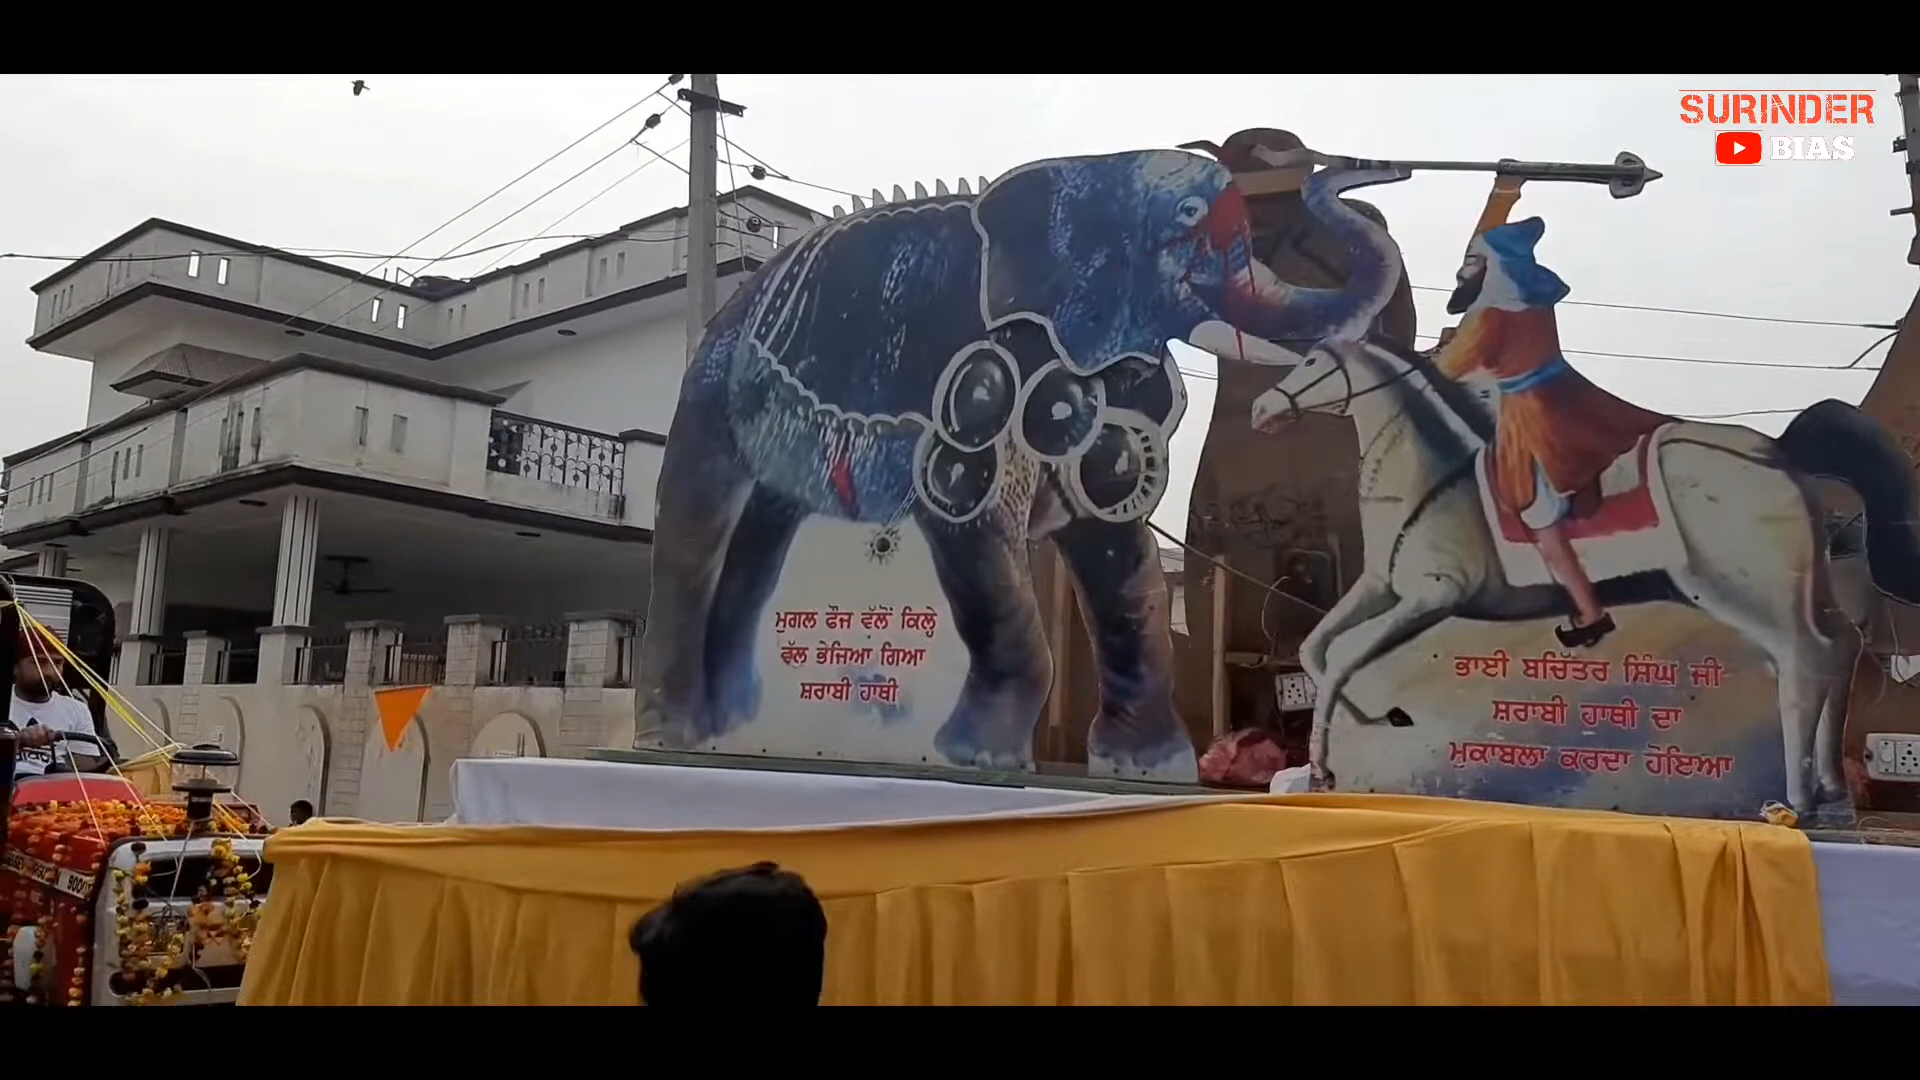 SURINDER
BIAS
ਮੁਗਲ ਫੌਜ ਵੱਲੋਂ ਕਿਲ੍ਹੇ
ਵੱਲ ਭੇਜਿਆ ਗਿਆ
ਸ਼ਰਾਬੀ ਹਾਥੀ
ਭਾਈ ਬਚਿੱਤਰ ਸਿੰਘ ਜੀ
ਸ਼ਰਾਬੀ ਹਾਥੀ ਦਾ
ਮੁਕਾਬਲਾ ਕਰਦਾ ਹੋਇਆ